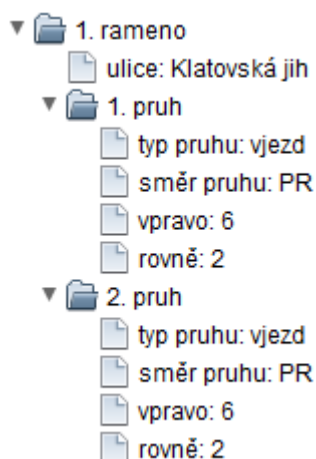 1. rameno
ulice: Klatovská jih
1. pruh
typ pruhu: vjezd
směr pruhu: PR
vpravo: 6
rovně: 2
2. pruh
typ pruhu: vjezd
směr pruhu: PR
vpravo: 6
rovně: 2